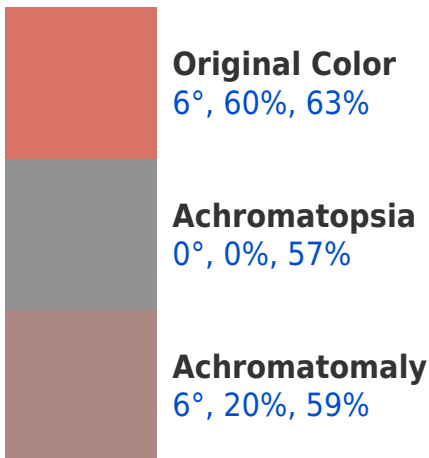 Original Color
6°, 60%, 63%
Achromatopsia
0°, 0%, 57%
Achromatomaly
6°, 20%, 59%